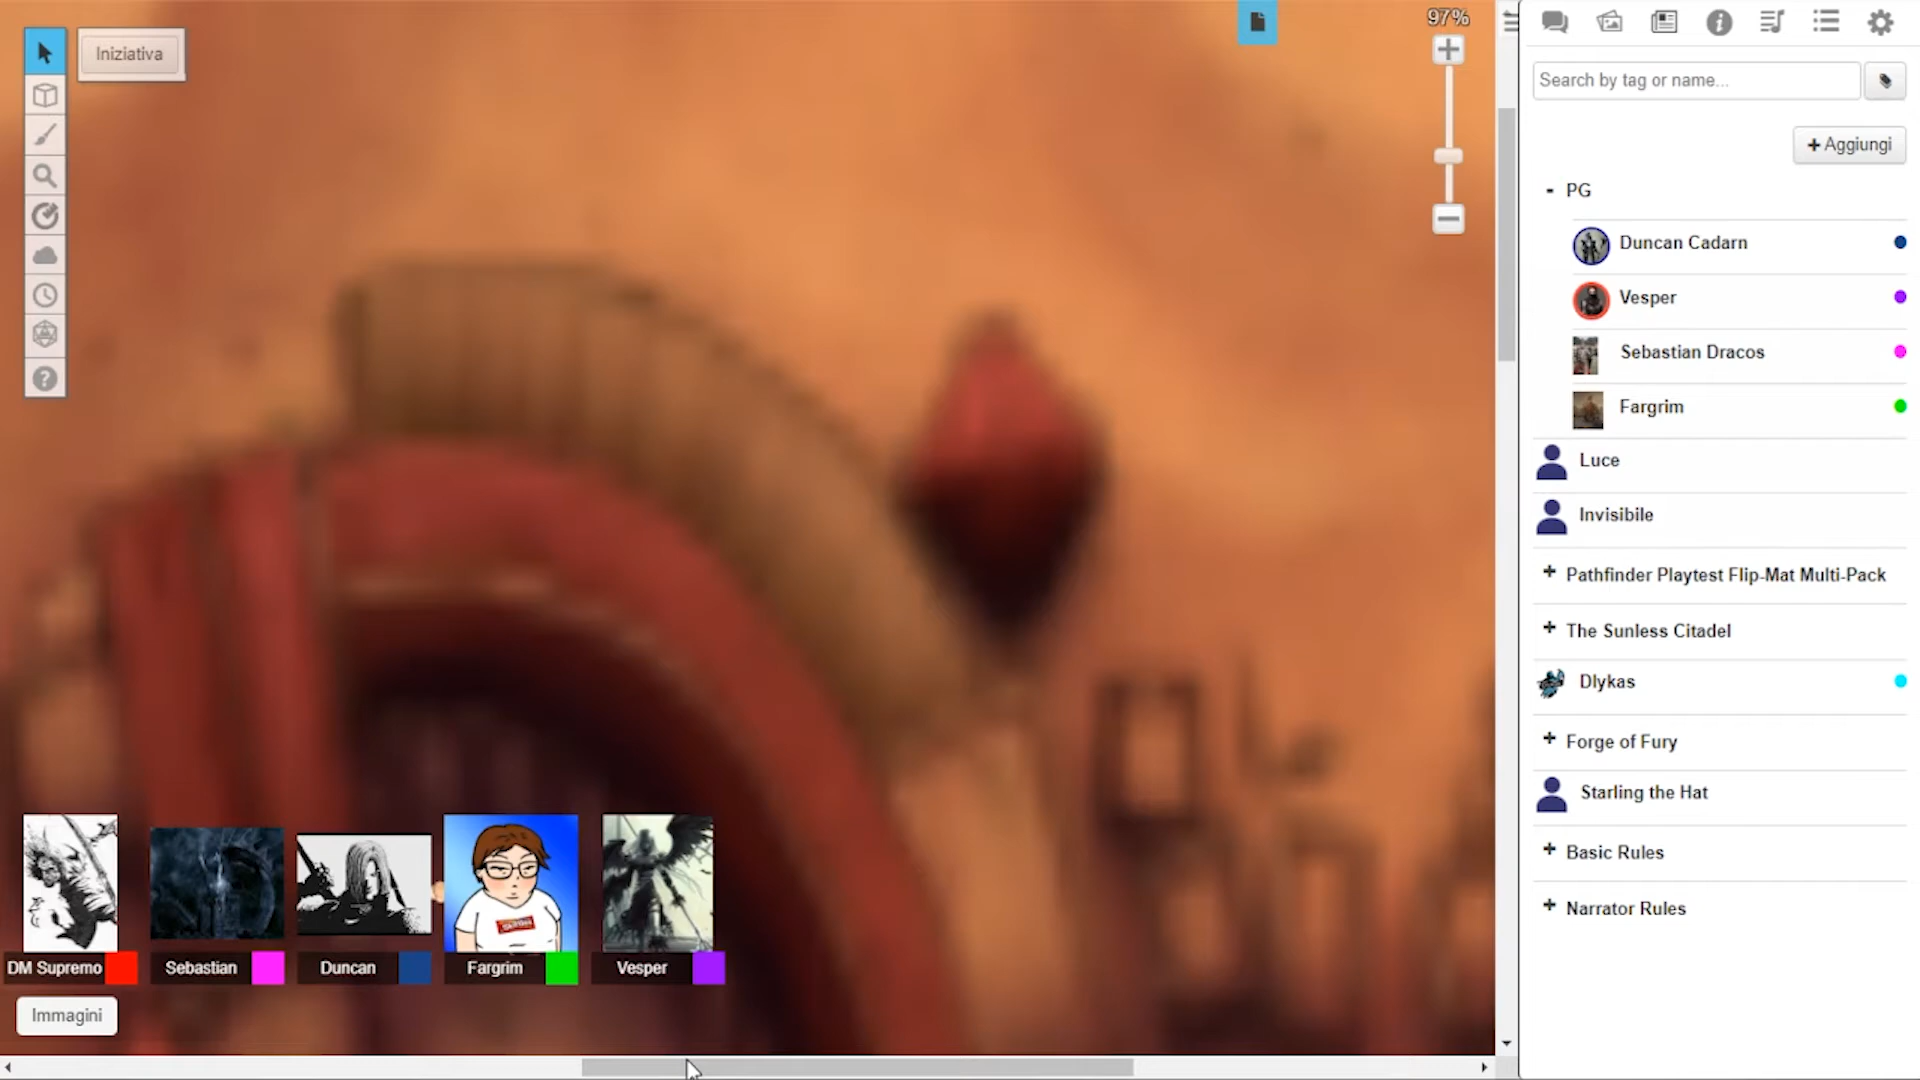 97%
Iniziativa
Search by tag or name...
+ Aggiungi
- PG
Duncan Cadarn
Vesper
Sebastian Dracos
Fargrim
Luce
Invisibile
+ Pathfinder Playtest Flip-Mat Multi-Pack
+ The Sunless Citadel
Dlykas
+ Forge of Fury
Starling the Hat
+ Basic Rules
+ Narrator Rules
DM Supremo
Sebastian
Duncan
Fargrim
Vesper
Immagini